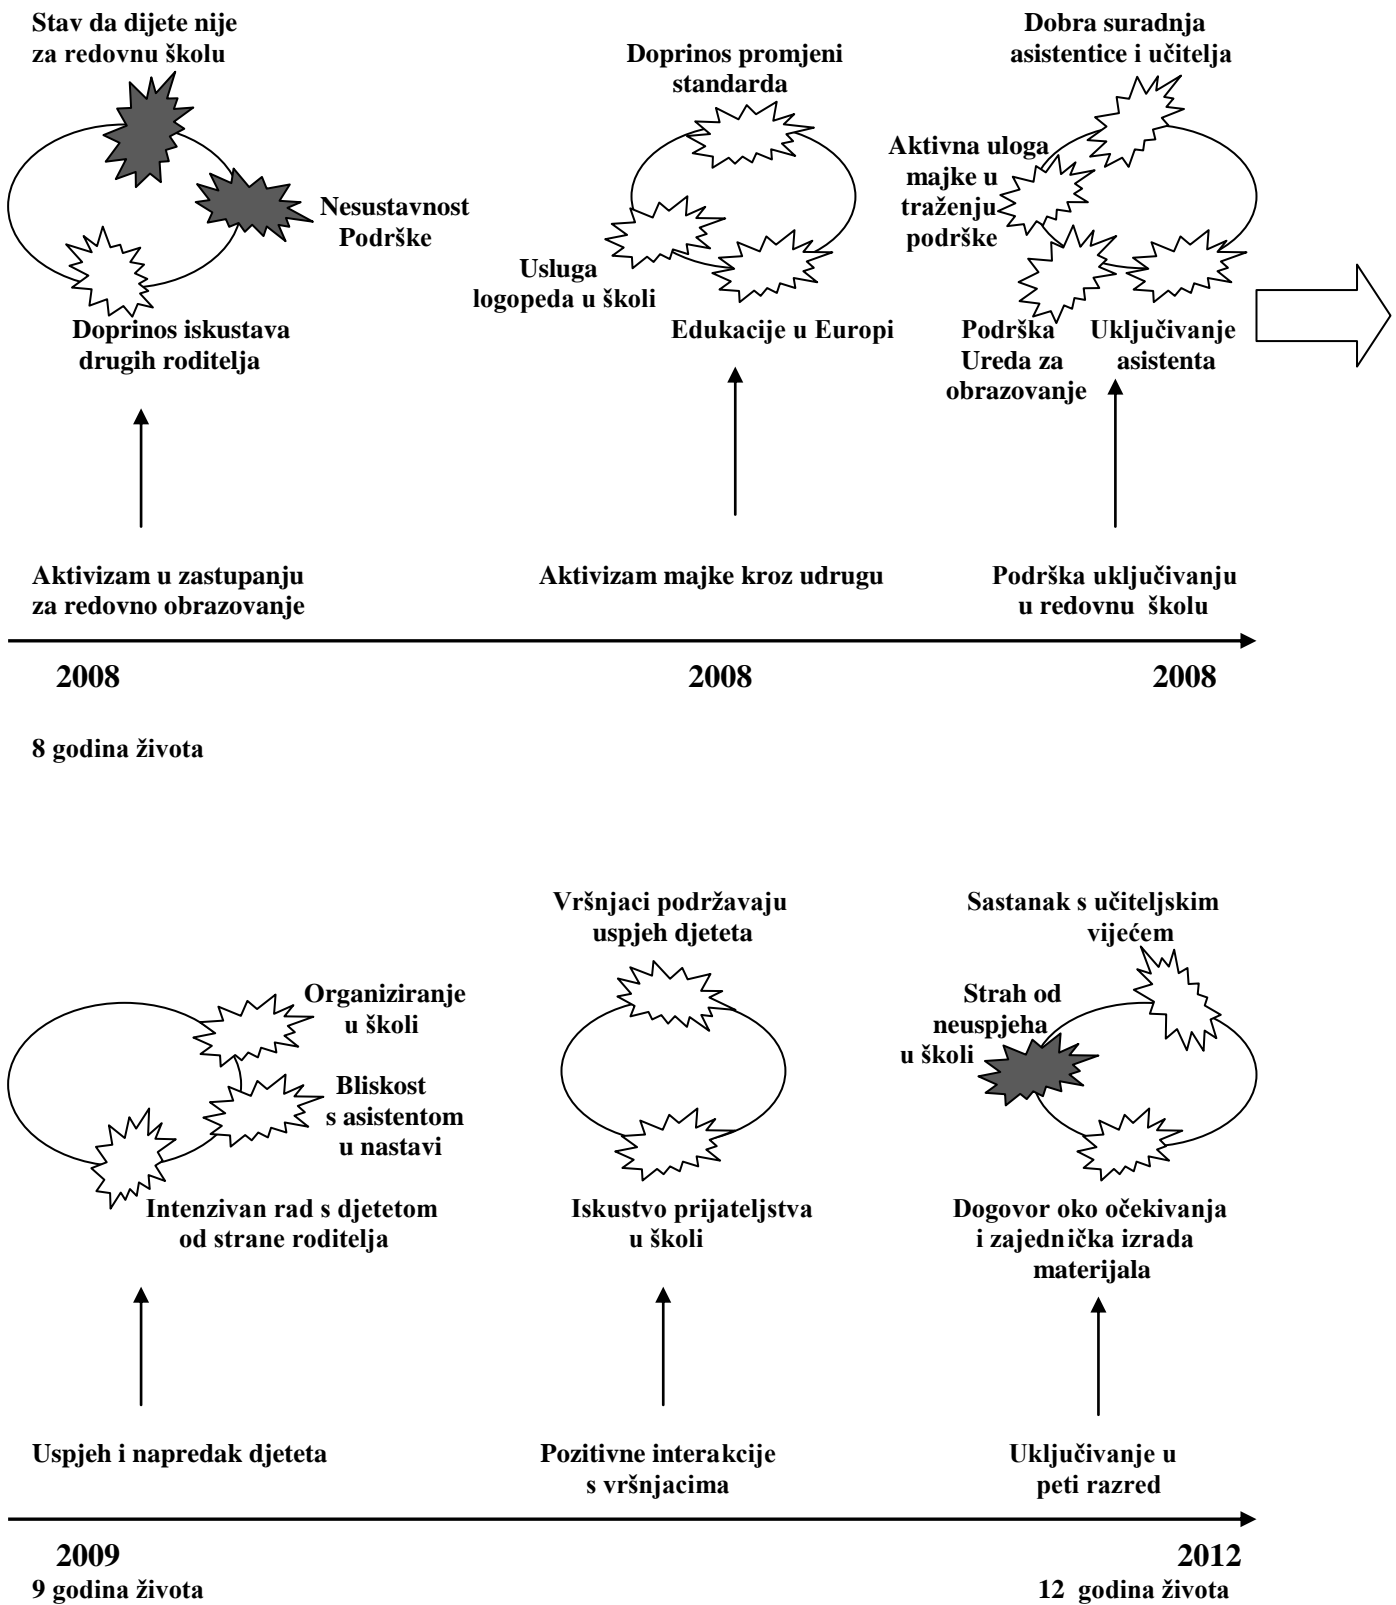 Stav da dijete nije
za redovnu školu
Nesustavnost
Podrške
Doprinos iskustava
drugih roditelja
Doprinos promjeni
standarda
Usluga
logopeda u školi
Edukacije u Europi
Dobra suradnja
asistentice i učitelja
Aktivna uloga
majke u
traženju
podrške
Podrška
Ureda za
obrazovanje
Uključivanje
asistenta
Aktivizam u zastupanju
za redovno obrazovanje
Aktivizam majke kroz udrugu
Podrška uključivanju
u redovnu školu
2008
2008
2008
8 godina života
Organiziranje
u školi
Bliskost
s asistentom
u nastavi
Intenzivan rad s djetetom
od strane roditelja
Vršnjaci podržavaju
uspjeh djeteta
Iskustvo prijateljstva
u školi
Sastanak s učiteljskim
vijećem
Strah od
neuspjeha
u školi
Dogovor oko očekivanja
i zajednička izrada
materijala
Uspjeh i napredak djeteta
Pozitivne interakcije
s vršnjacima
Uključivanje u
peti razred
2009
2012
9 godina života
12 godina života